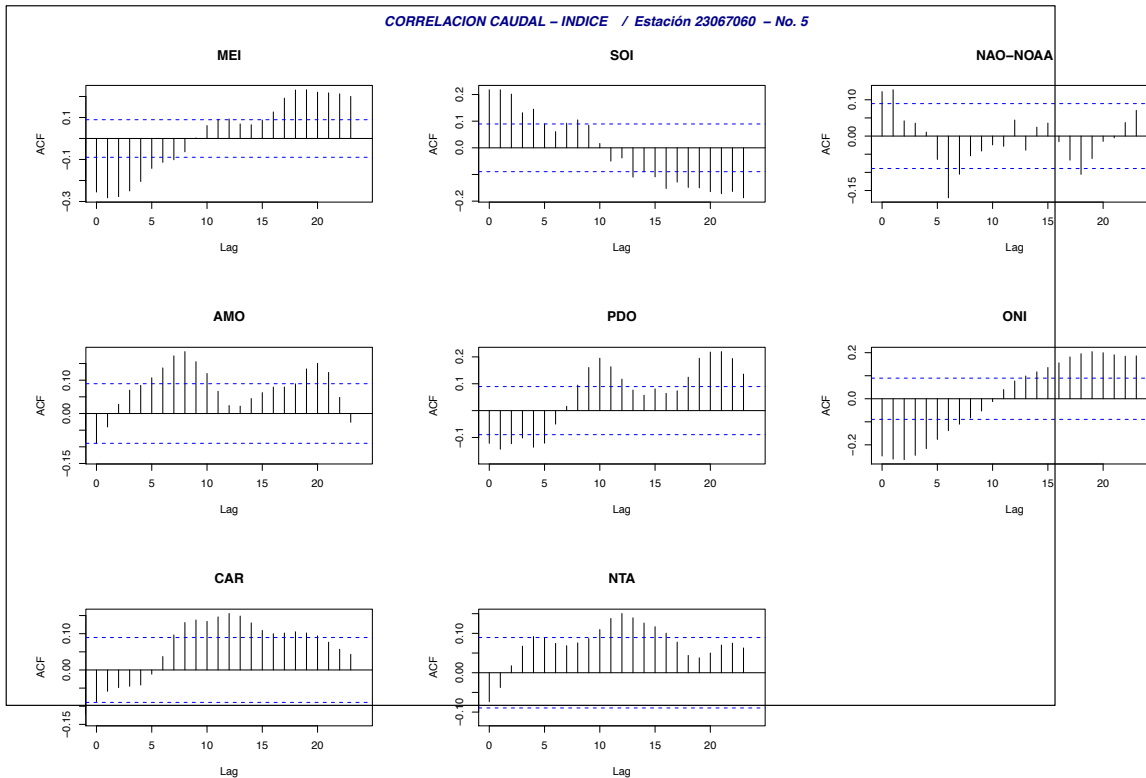 CORRELACION CAUDAL – INDICE / Estación 23067060 – No. 5
MEI
SOI
NAO–NOAA
ACF
0.1
−0.1
−0.3
0 5 10 15 20
Lag
ACF
0.2
0.1
0.0
−0.2
0 5 10 15 20
Lag
ACF
0.10
0.00
−0.15
0 5 10 15 20
Lag
AMO
PDO
ONI
ACF
0.10
0.00
−0.15
0 5 10 15 20
Lag
ACF
0.2
0.1
−0.1
0 5 10 15 20
Lag
ACF
0.2
0.0
−0.2
0 5 10 15 20
Lag
CAR
NTA
ACF
0.10
0.00
−0.15
0 5 10 15 20
Lag
ACF
0.10
0.00
−0.10
0 5 10 15 20
Lag